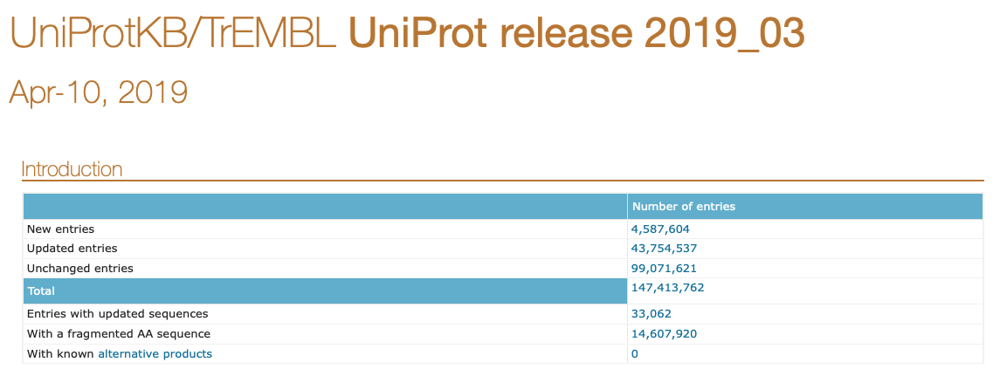 UniProtKB/TrEMBL UniProt release 2019_03
Apr-10, 2019
Introduction
Number of entries
New entries 4,587,604
Updated entries 43,754,537
Unchanged entries 99,071,621
Total 147,413,762
Entries with updated sequences 33,062
With a fragmented AA sequence 14,607,920
With known alternative products 0